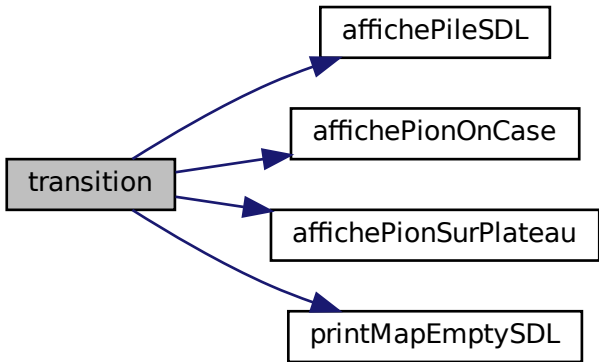 affichePileSDL
affichePionOnCase
transition
affichePionSurPlateau
printMapEmptySDL